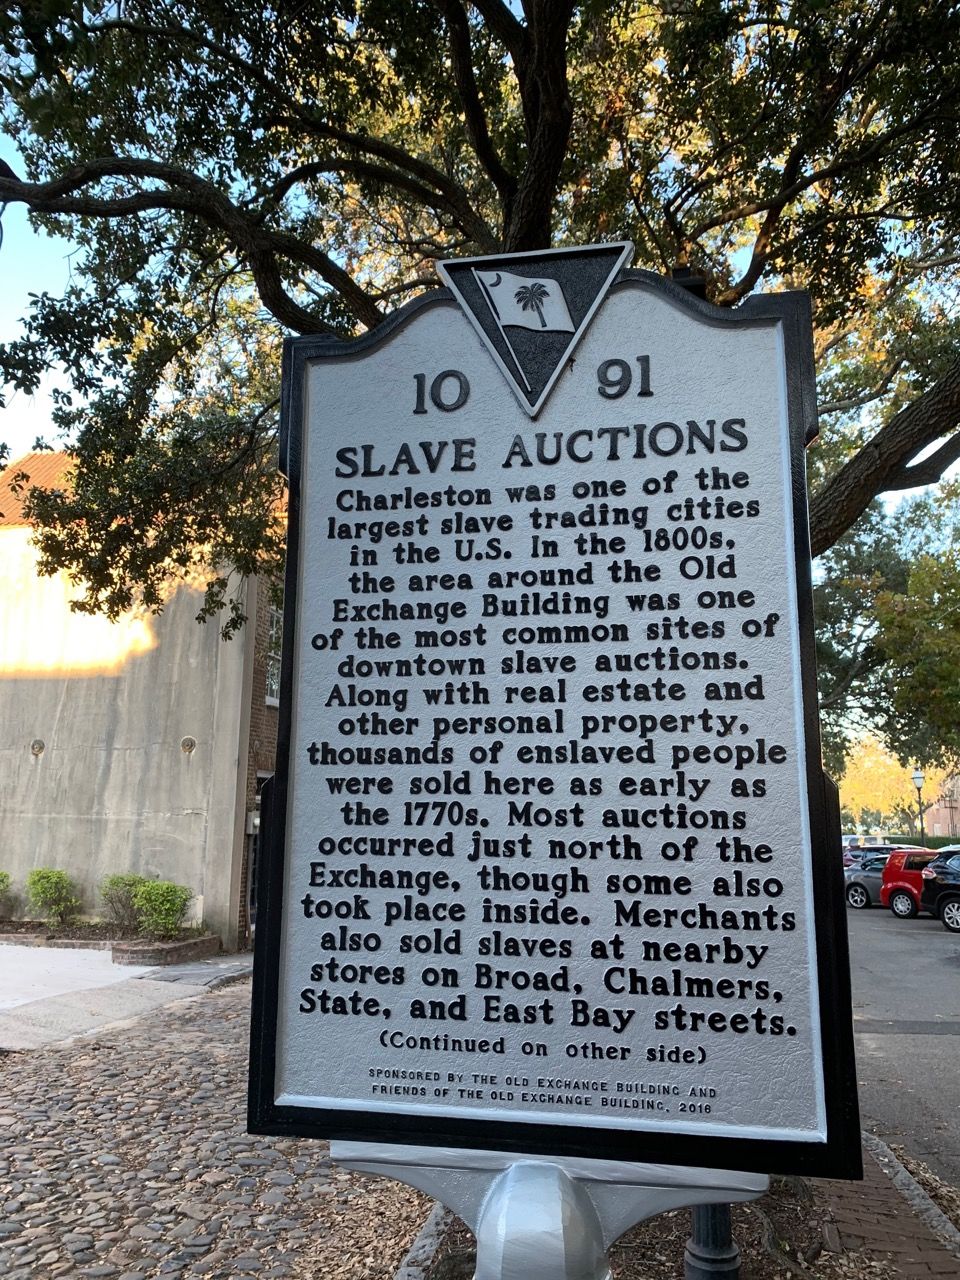 10 91
SLAVE AUCTIONS
Charleston was one of the
largest slave trading cities
in the U.S. In the 1800s,
the area around the Old
Exchange Building was one
of the most common sites of
downtown slave auctions.
Along with real estate and
other personal property,
thousands of enslaved people
were sold here as early as
the 1770s. Most auctions
occurred just north of the
Exchange, though some also
took place inside. Merchants
also sold slaves at nearby
stores on Broad, Chalmers,
State, and East Bay streets.
(Continued on other side)
SPONSORED BY THE OLD EXCHANGE BUILDING AND
FRIENDS OF THE OLD EXCHANGE BUILDING, 2016